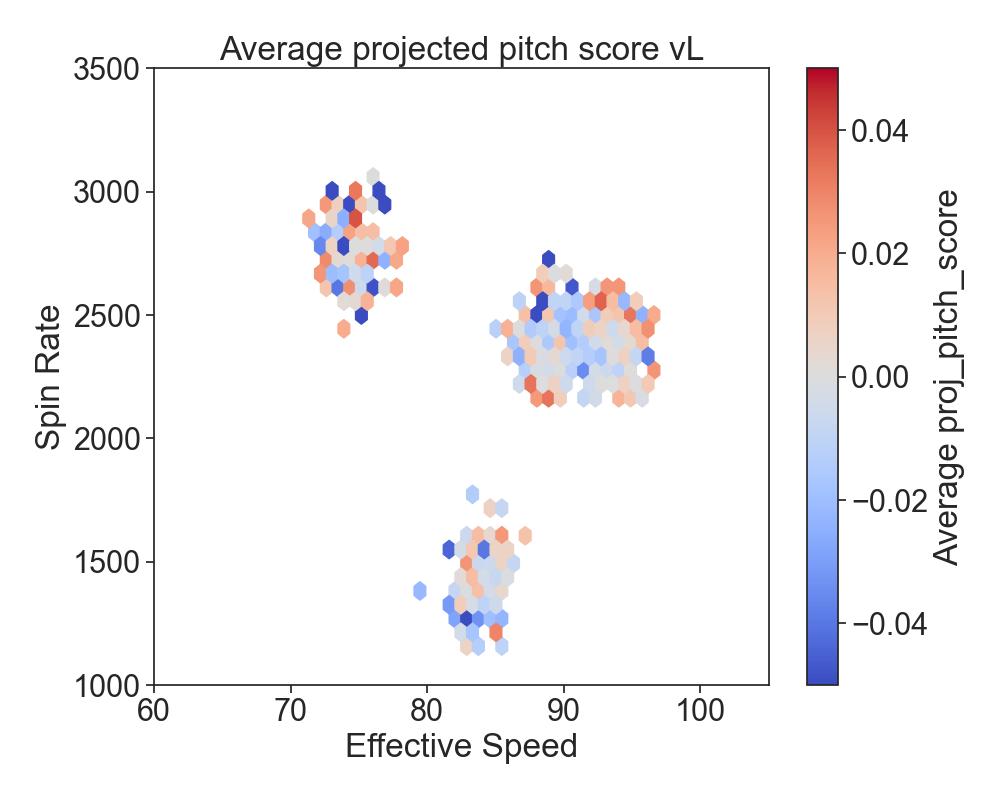 Average projected pitch score vL
3500
3000
2500
2000
1500
1000
Spin Rate
60 70 80 90 100
Effective Speed
0.04
0.02
0.00
−0.02
−0.04
Average proj_pitch_score